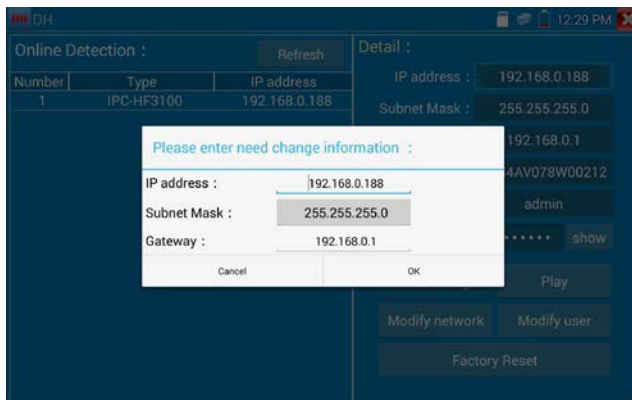 DH DH 12:29 PM
Online Detection : Refresh
Number Type IP address
1 IPC-HF3100 192.168.0.188
Detail :
IP address : 192.168.0.188
Subnet Mask : 255.255.255.0
192.168.0.1
4AV078W00212
admin
•••••• show
Play
Modify network Modify user
Factory Reset
Please enter need change information :
IP address : 192.168.0.188
Subnet Mask : 255.255.255.0
Gateway : 192.168.0.1
Cancel OK